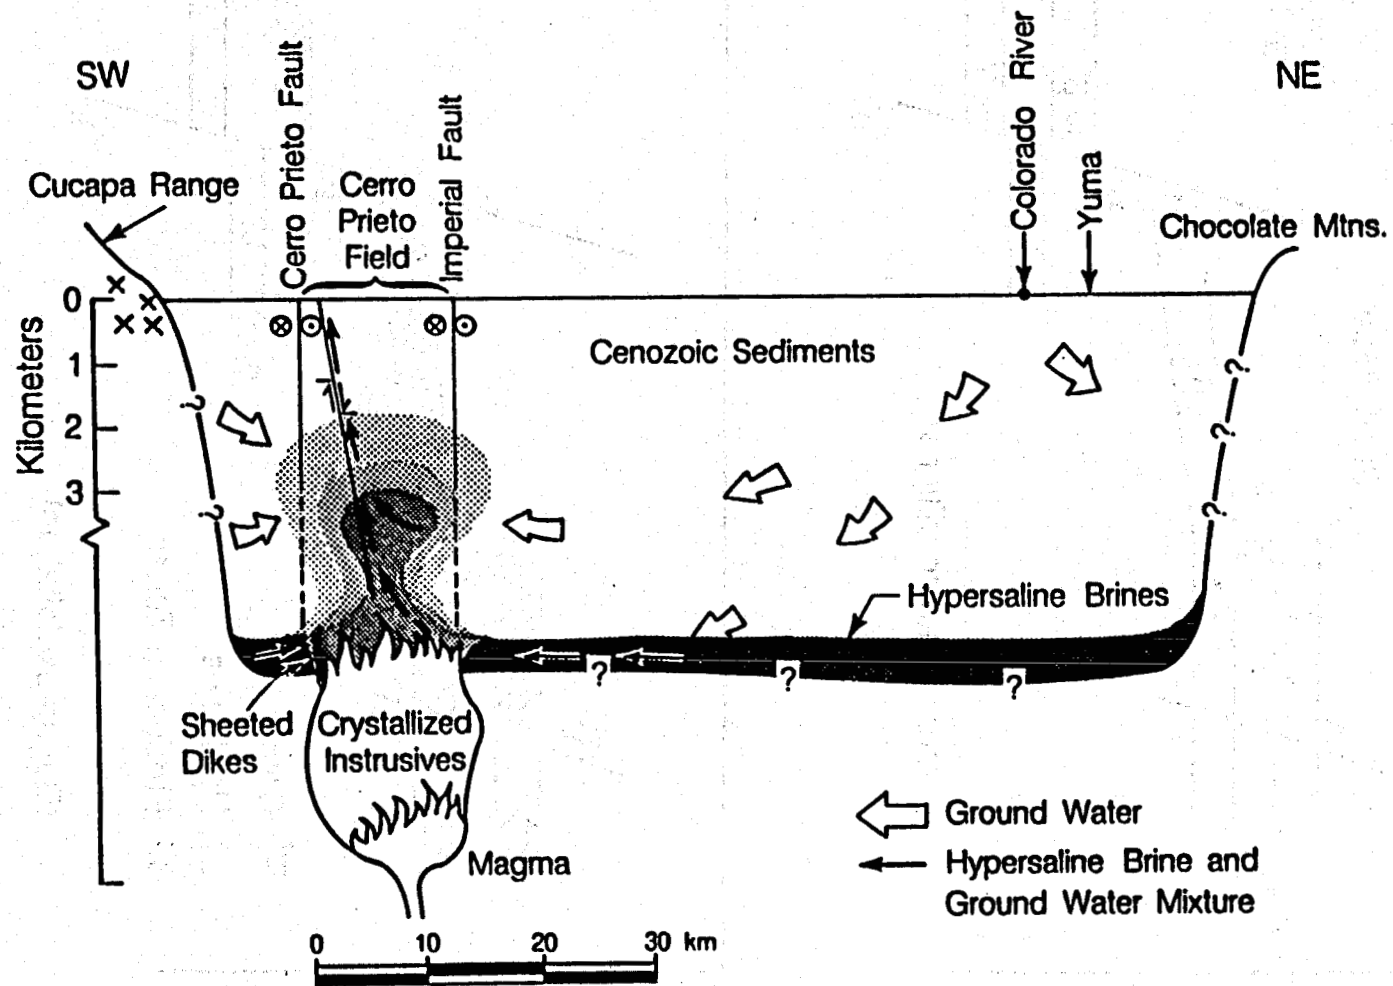 SW
NE
Cerro Prieto Fault
Cerro
Prieto
Field
Imperial Fault
Colorado River
Yuma
Cucapa Range
Chocolate Mtns.
Kilometers
0
1
2
3
Cenozoic Sediments
?
?
?
?
?
Hypersaline Brines
?
?
?
Sheeted
Dikes
Crystallized
Instrusives
Magma
Ground Water
Hypersaline Brine and
Ground Water Mixture
0 10 20 30 km